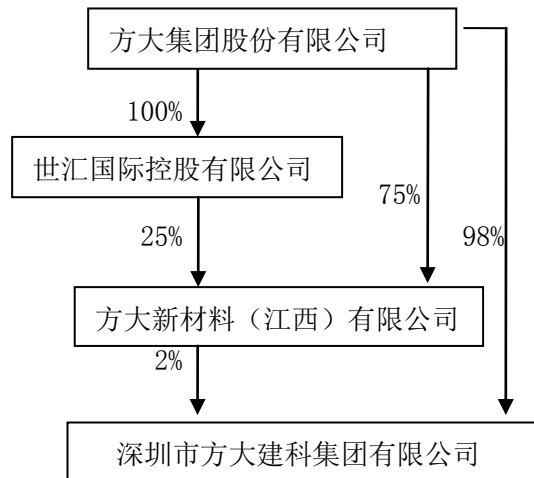 方大集团股份有限公司
100%
世汇国际控股有限公司
75%
25%
98%
方大新材料（江西）有限公司
2%
深圳市方大建科集团有限公司